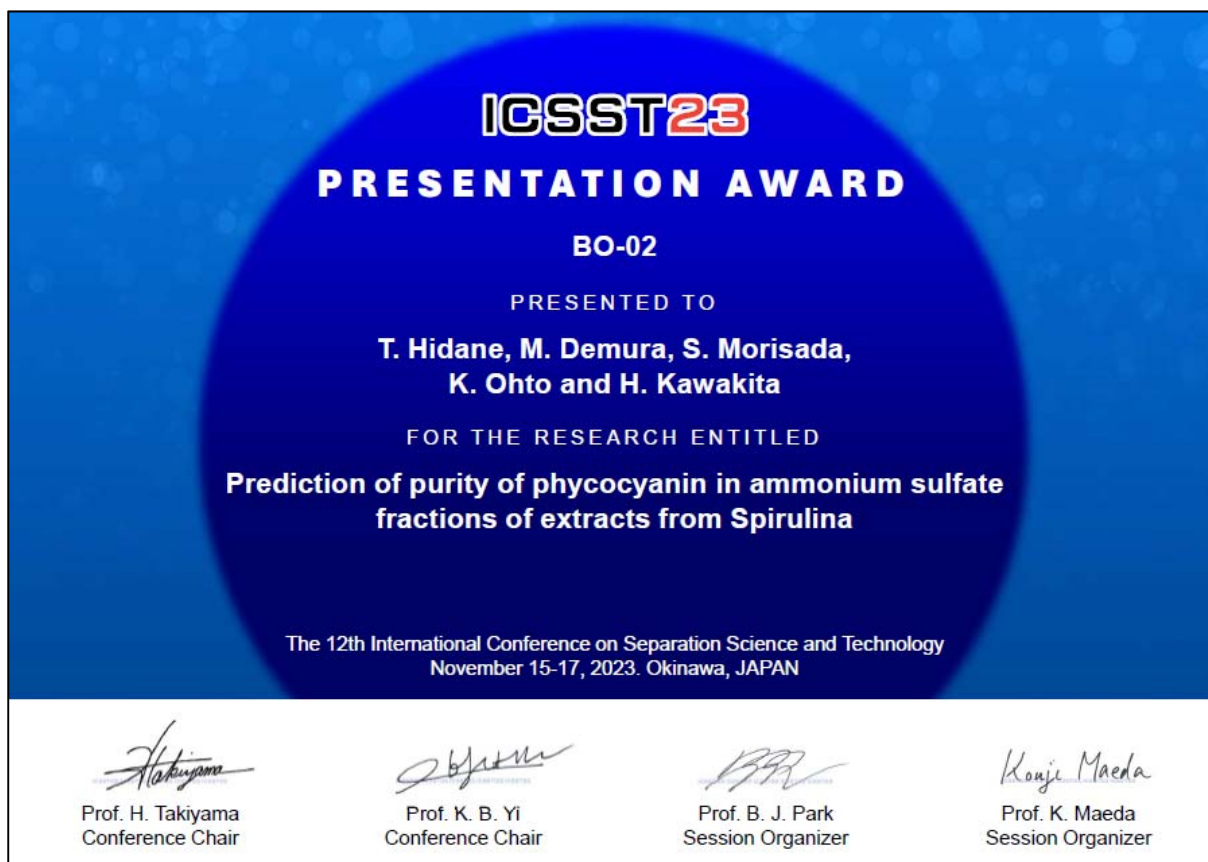 ICSST23
PRESENTATION AWARD
BO-02
PRESENTED TO
T. Hidane, M. Demura, S. Morisada,
K. Ohto and H. Kawakita
FOR THE RESEARCH ENTITLED
Prediction of purity of phycocyanin in ammonium sulfate
fractions of extracts from Spirulina
The 12th International Conference on Separation Science and Technology
November 15-17, 2023. Okinawa, JAPAN
HTakiyama
Kouji Maeda
Prof. H. Takiyama
Conference Chair
Prof. K. B. Yi
Conference Chair
Prof. B. J. Park
Session Organizer
Prof. K. Maeda
Session Organizer